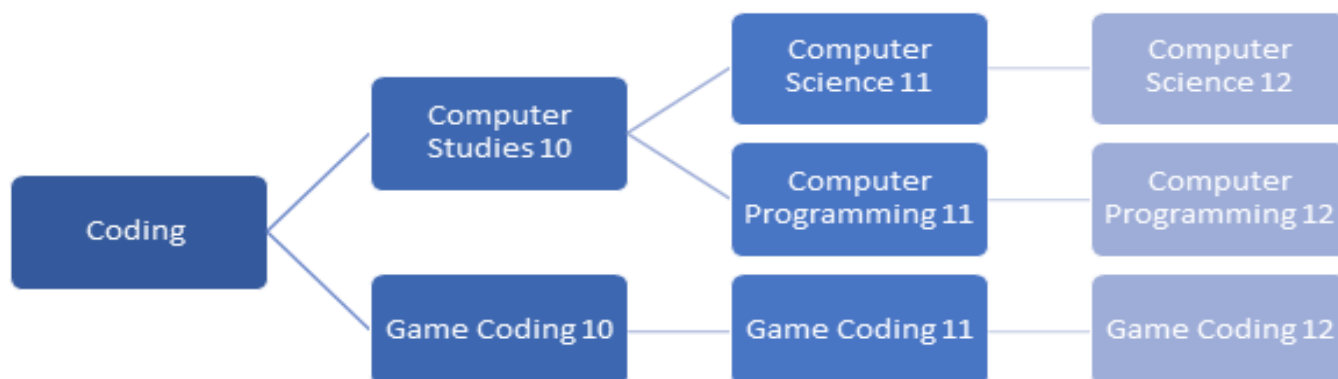 Coding
Computer
Studies 10
Game Coding 10
Computer
Science 11
Computer
Programming 11
Game Coding 11
Computer
Science 12
Computer
Programming 12
Game Coding 12